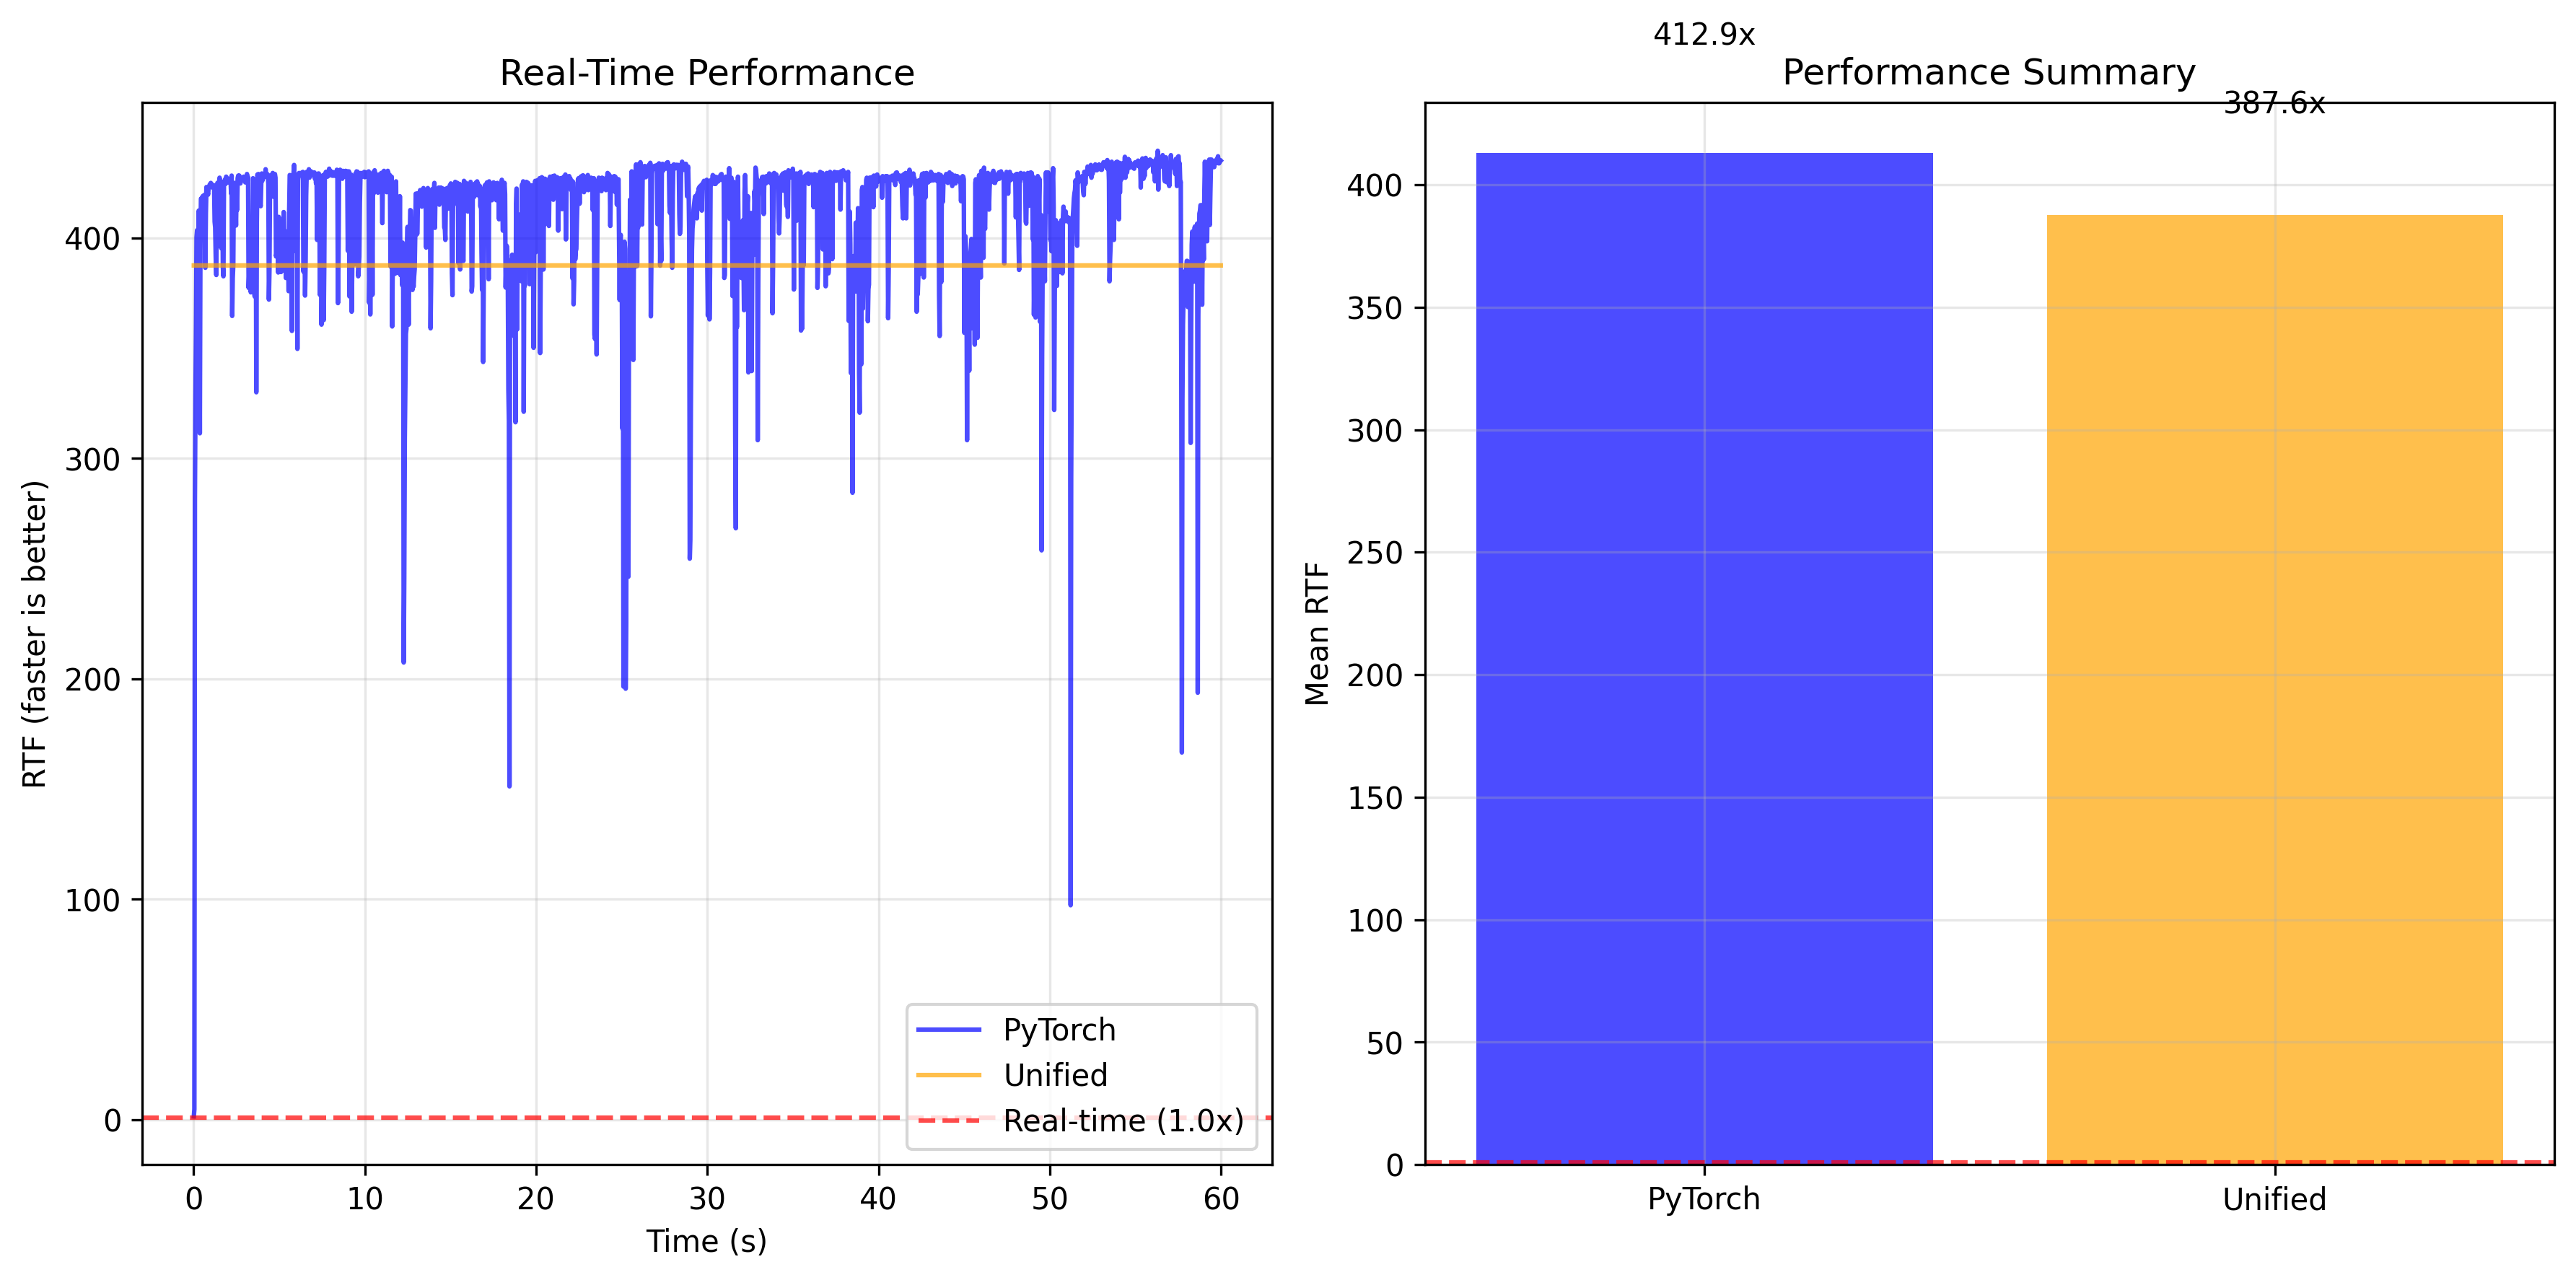 Real-Time Performance
RTF (faster is better)
400
300
200
100
0
0 10 20 30 40 50 60
Time (s)
PyTorch
Unified
Real-time (1.0x)
412.9x
Performance Summary
387.6x
Mean RTF
400
350
300
250
200
150
100
50
0
PyTorch Unified